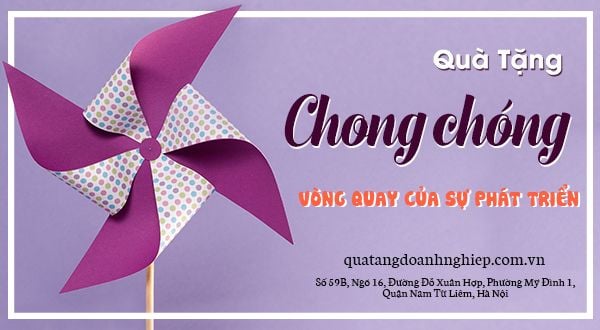 Quà Tặng
Chong chóng
VÒNG QUAY CỦA SỰ PHÁT TRIỂN
quatangdoanhnghiep.com.vn
Số 59B, Ngõ 16, Đường Đỗ Xuân Hợp, Phường Mỹ Đình 1,
Quận Nam Từ Liêm, Hà Nội